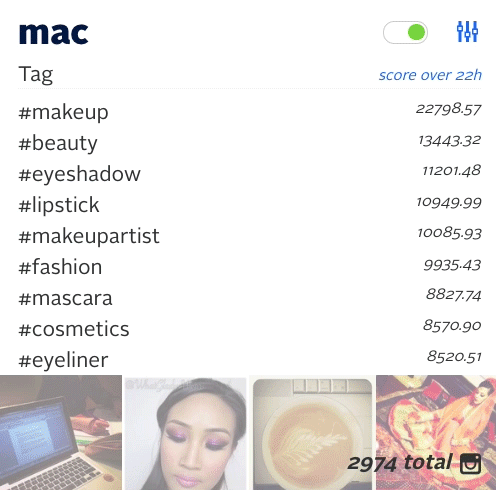 mac
Tag score over 22h
#makeup 22798.57
#beauty 13443.32
#eyeshadow 11201.48
#lipstick 10949.99
#makeupartist 10085.93
#fashion 9935.43
#mascara 8827.74
#cosmetics 8570.90
#eyeliner 8520.51
2974 total